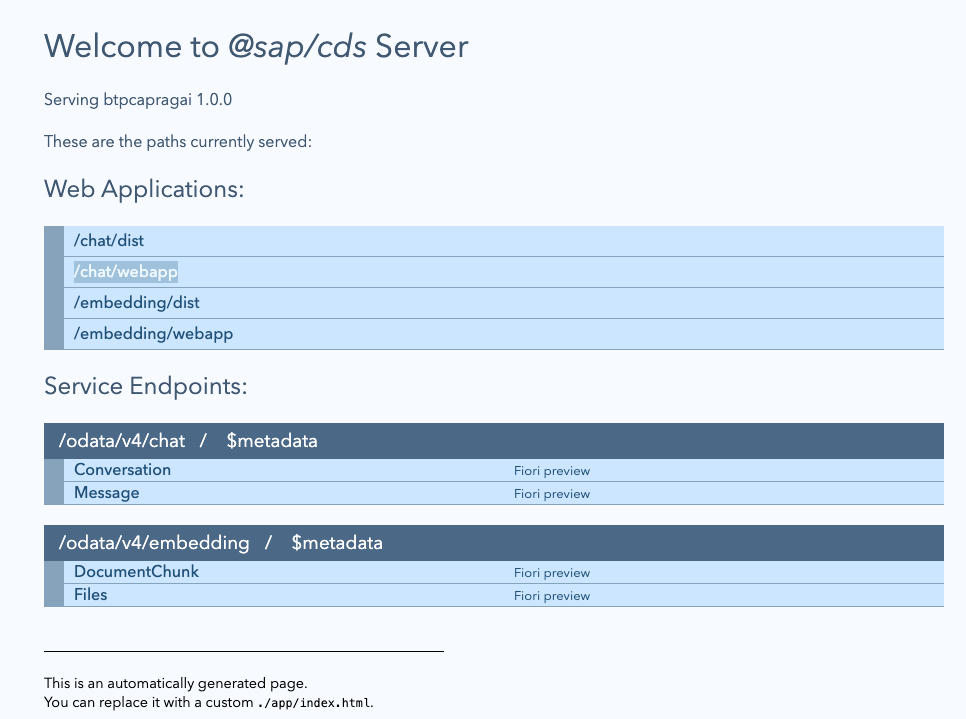 Welcome to @sap/cds Server
Serving btpcapragai 1.0.0
These are the paths currently served:
Web Applications:
/chat/dist
/chat/webapp
/embedding/dist
/embedding/webapp
Service Endpoints:
/odata/v4/chat / $metadata
Conversation Fiori preview
Message Fiori preview
/odata/v4/embedding / $metadata
DocumentChunk Fiori preview
Files Fiori preview
This is an automatically generated page.
You can replace it with a custom ./app/index.html.